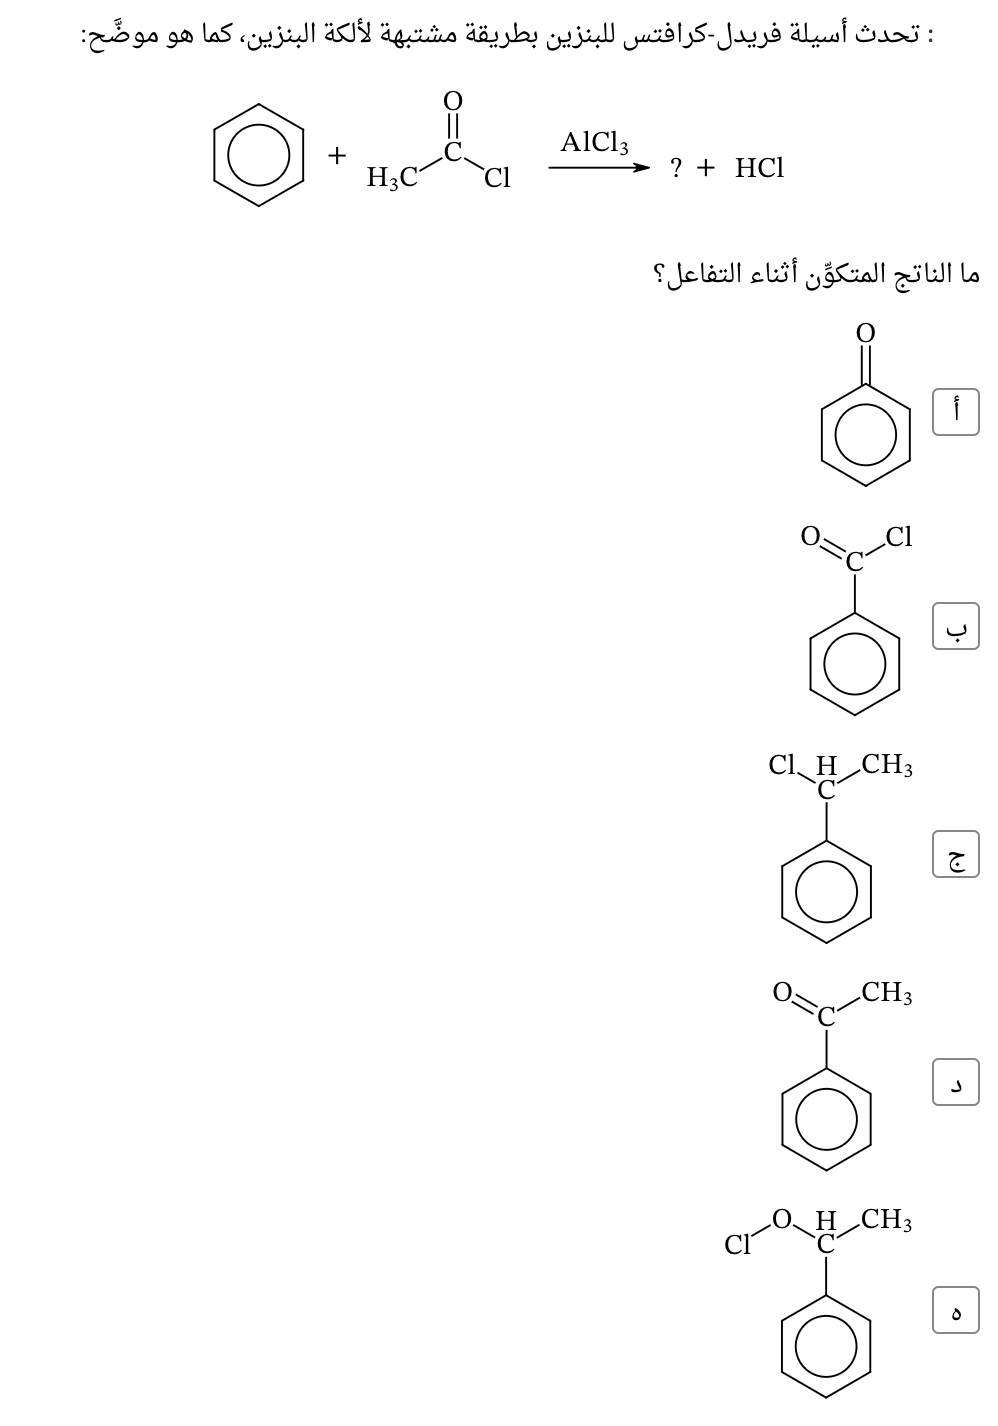 : تحدث أسيلة فريدل-كرافتس للبنزين بطريقة مشتبهة لألكة البنزين، كما هو موضَّح:
O
C
H₃C
Cl
+
AlCl₃
? + HCl
ما الناتج المتكوِّن أثناء التفاعل؟
أ
O
ب
O
Cl
C
ج
Cl H CH₃
C
د
O CH₃
C
ه
O H CH₃
Cl C